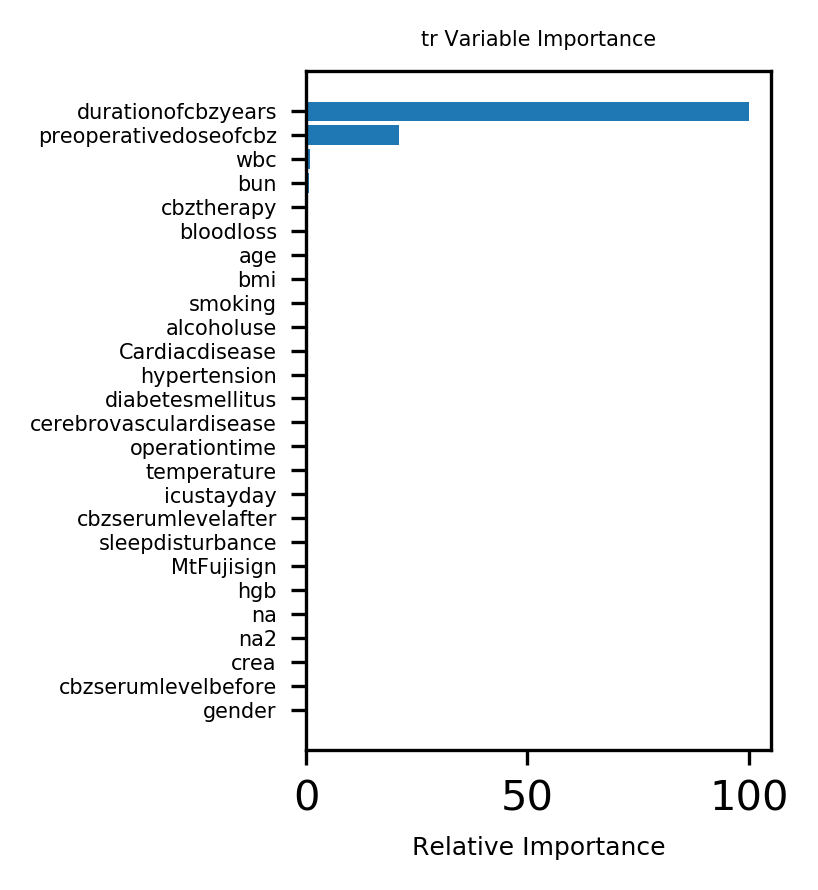 tr Variable Importance
durationofcbzyears
preoperativedoseofcbz
wbc
bun
cbztherapy
bloodloss
age
bmi
smoking
alcoholuse
Cardiacdisease
hypertension
diabetesmellitus
cerebrovasculardisease
operationtime
temperature
icustayday
cbzserumlevelafter
sleepdisturbance
MtFujisign
hgb
na
na2
crea
cbzserumlevelbefore
gender
0 50 100
Relative Importance